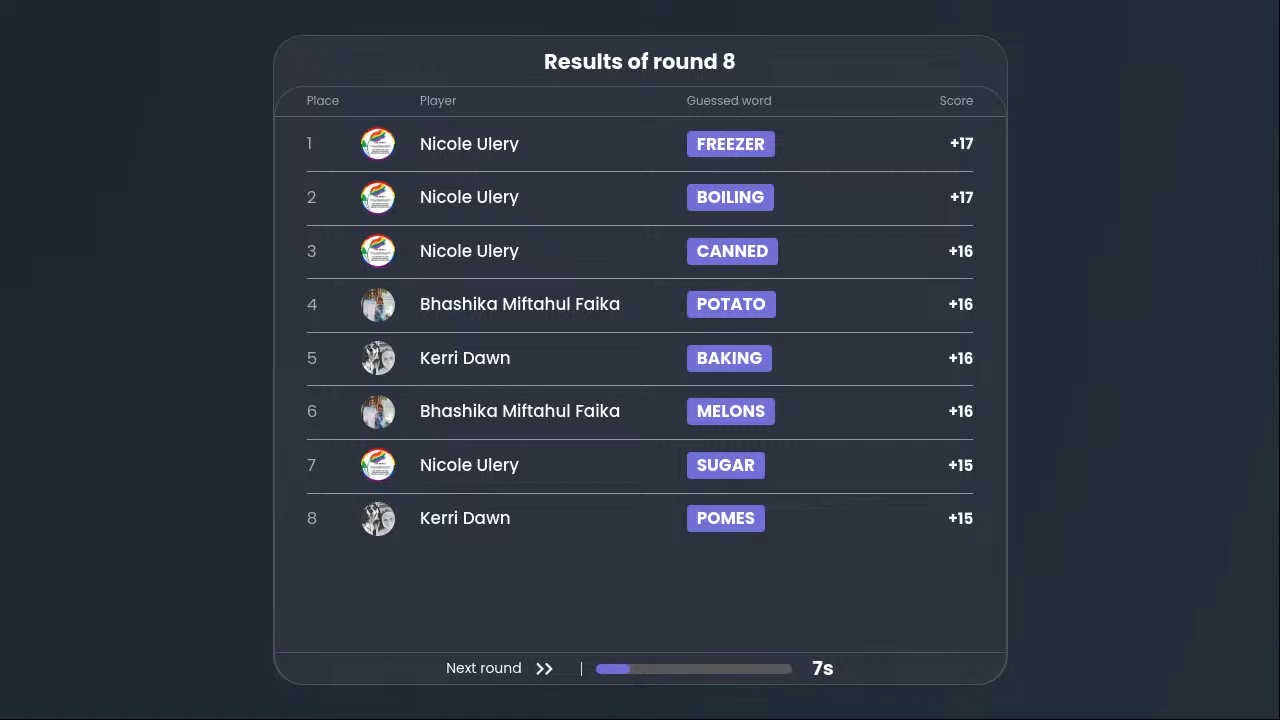 Results of round 8
Place Player Guessed word Score
1 Nicole Ulery FREEZER +17
2 Nicole Ulery BOILING +17
3 Nicole Ulery CANNED +16
4 Bhashika Miftahul Faika POTATO +16
5 Kerri Dawn BAKING +16
6 Bhashika Miftahul Faika MELONS +16
7 Nicole Ulery SUGAR +15
8 Kerri Dawn POMES +15
Next round 7s